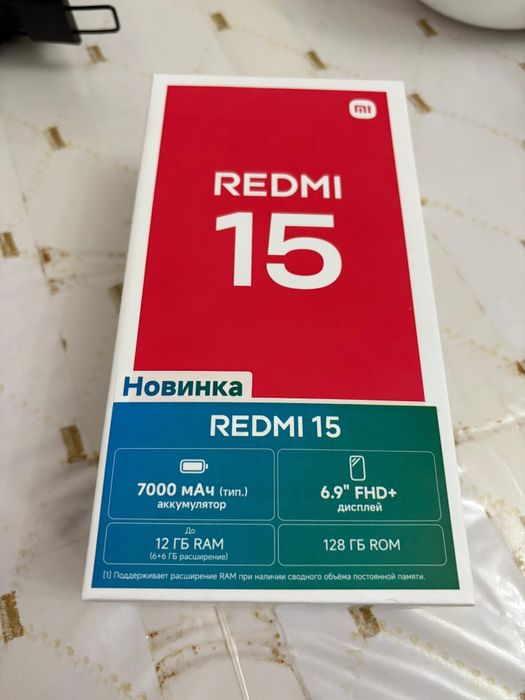 mi
REDMI
15
Новинка
REDMI 15
7000 мАч (тип.)
аккумулятор
6.9" FHD+
дисплей
До
12 ГБ RAM
(6+6 ГБ расширение)
128 ГБ ROM
[1] Поддерживает расширение RAM при наличии сводного объёма постоянной памяти.